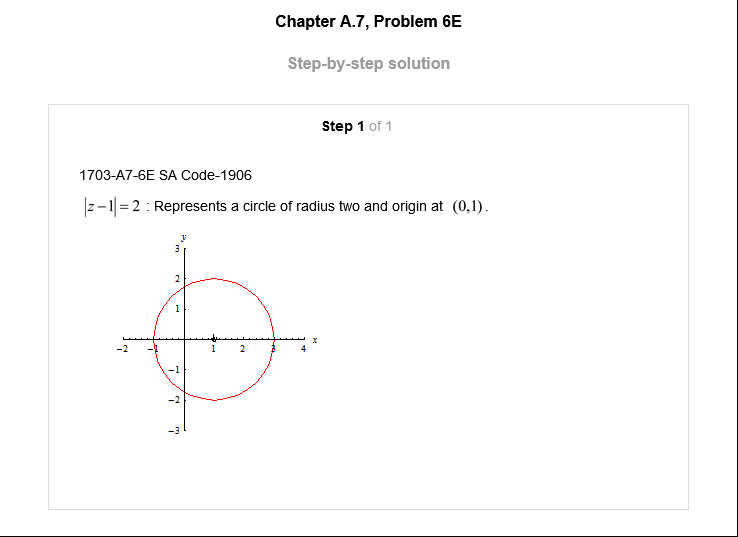 Chapter A.7, Problem 6E
Step-by-step solution
Step 1 of 1
1703-A7-6E SA Code-1906
|z−1|=2 : Represents a circle of radius two and origin at (0,1).
y
3
2
1
−2 −1 1 2 3 4 x
−1
−2
−3